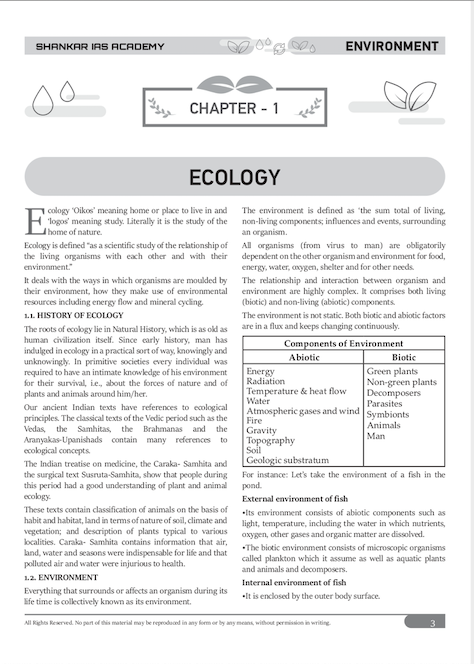 SHANKAR IAS ACADEMY
ENVIRONMENT
CHAPTER - 1
ECOLOGY
Ecology 'Oikos' meaning home or place to live in and
'logos' meaning study. Literally it is the study of the
home of nature.
Ecology is defined "as a scientific study of the relationship of
the living organisms with each other and with their
environment."
It deals with the ways in which organisms are moulded by
their environment, how they make use of environmental
resources including energy flow and mineral cycling.
1.1. HISTORY OF ECOLOGY
The roots of ecology lie in Natural History, which is as old as
human civilization itself. Since early history, man has
indulged in ecology in a practical sort of way, knowingly and
unknowingly. In primitive societies every individual was
required to have an intimate knowledge of his environment
for their survival, i.e., about the forces of nature and of
plants and animals around him/her.
Our ancient Indian texts have references to ecological
principles. The classical texts of the Vedic period such as the
Vedas, the Samhitas, the Brahmanas and the
Aranyakas-Upanishads contain many references to
ecological concepts.
The Indian treatise on medicine, the Caraka- Samhita and
the surgical text Susruta-Samhita, show that people during
this period had a good understanding of plant and animal
ecology.
These texts contain classification of animals on the basis of
habit and habitat, land in terms of nature of soil, climate and
vegetation; and description of plants typical to various
localities. Caraka- Samhita contains information that air,
land, water and seasons were indispensable for life and that
polluted air and water were injurious to health.
1.2. ENVIRONMENT
Everything that surrounds or affects an organism during its
life time is collectively known as its environment.
The environment is defined as 'the sum total of living,
non-living components; influences and events, surrounding
an organism.
All organisms (from virus to man) are obligatorily
dependent on the other organism and environment for food,
energy, water, oxygen, shelter and for other needs.
The relationship and interaction between organism and
environment are highly complex. It comprises both living
(biotic) and non-living (abiotic) components.
The environment is not static. Both biotic and abiotic factors
are in a flux and keeps changing continuously.
Components of Environment
Abiotic
Biotic
Energy
Radiation
Temperature & heat flow
Water
Atmospheric gases and wind
Fire
Gravity
Topography
Soil
Geologic substratum
Green plants
Non-green plants
Decomposers
Parasites
Symbionts
Animals
Man
For instance: Let's take the environment of a fish in the
pond.
External environment of fish
•Its environment consists of abiotic components such as
light, temperature, including the water in which nutrients,
oxygen, other gases and organic matter are dissolved.
•The biotic environment consists of microscopic organisms
called plankton which it assume as well as aquatic plants
and animals and decomposers.
Internal environment of fish
•It is enclosed by the outer body surface.
All Rights Reserved. No part of this material may be reproduced in any form or by any means, without permission in writing.
3